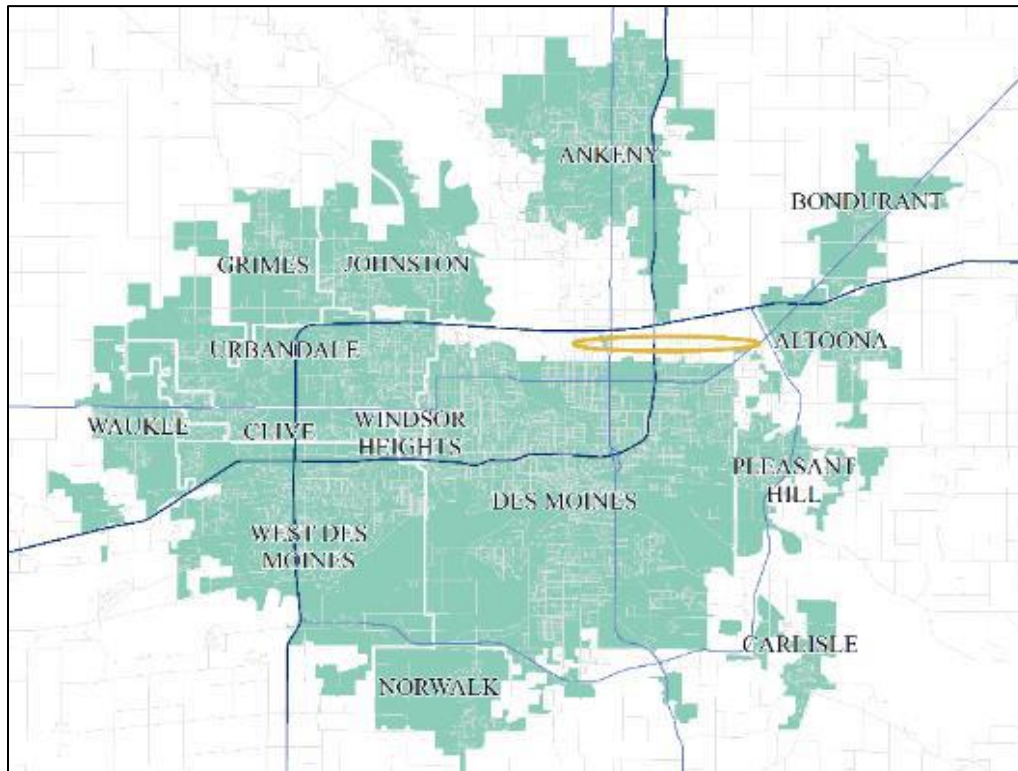 ANKENY
BONDURANT
GRIMES
JOHNSTON
URBANDALE
ALTOONA
WAUKEE
CLIVE
WINDSOR
HEIGHTS
PLEASANT
HILL
DES MOINES
WEST DES
MOINES
CARLISLE
NORWALK